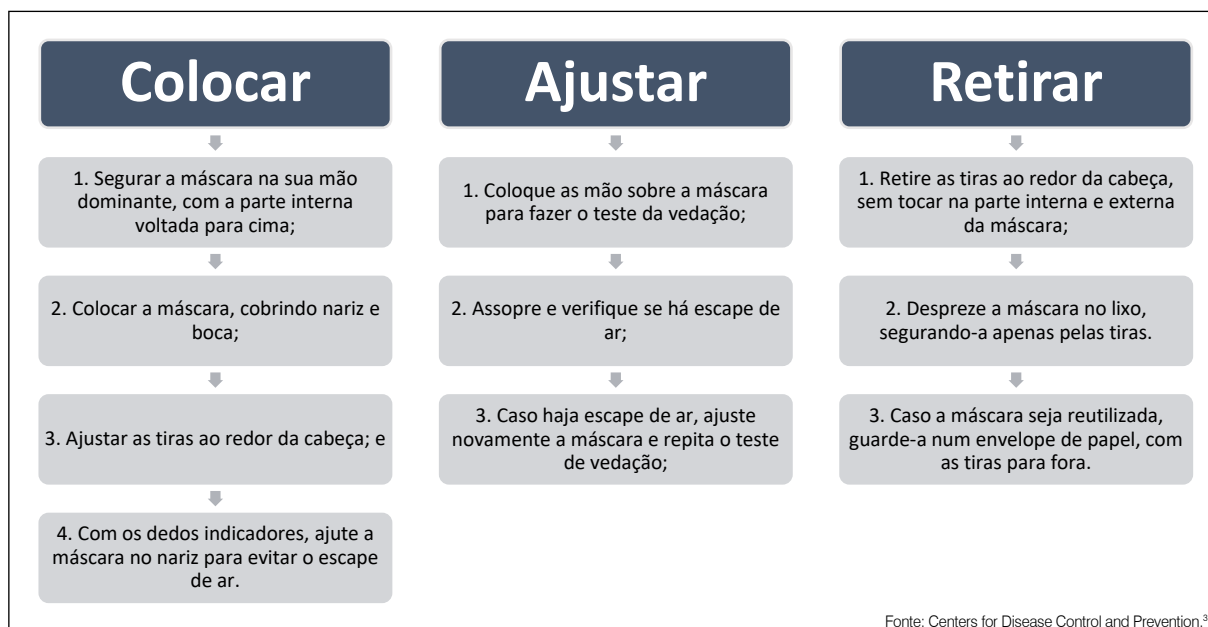 Colocar
1. Segurar a máscara na sua mão
dominante, com a parte interna
voltada para cima;
2. Colocar a máscara, cobrindo nariz e
boca;
3. Ajustar as tiras ao redor da cabeça; e
4. Com os dedos indicadores, ajute a
máscara no nariz para evitar o escape
de ar.
Ajustar
1. Coloque as mão sobre a máscara
para fazer o teste da vedação;
2. Assopre e verifique se há escape de
ar;
3. Caso haja escape de ar, ajuste
novamente a máscara e repita o teste
de vedação;
Retirar
1. Retire as tiras ao redor da cabeça,
sem tocar na parte interna e externa
da máscara;
2. Despreze a máscara no lixo,
segurando-a apenas pelas tiras.
3. Caso a máscara seja reutilizada,
guarde-a num envelope de papel, com
as tiras para fora.
Fonte: Centers for Disease Control and Prevention.³